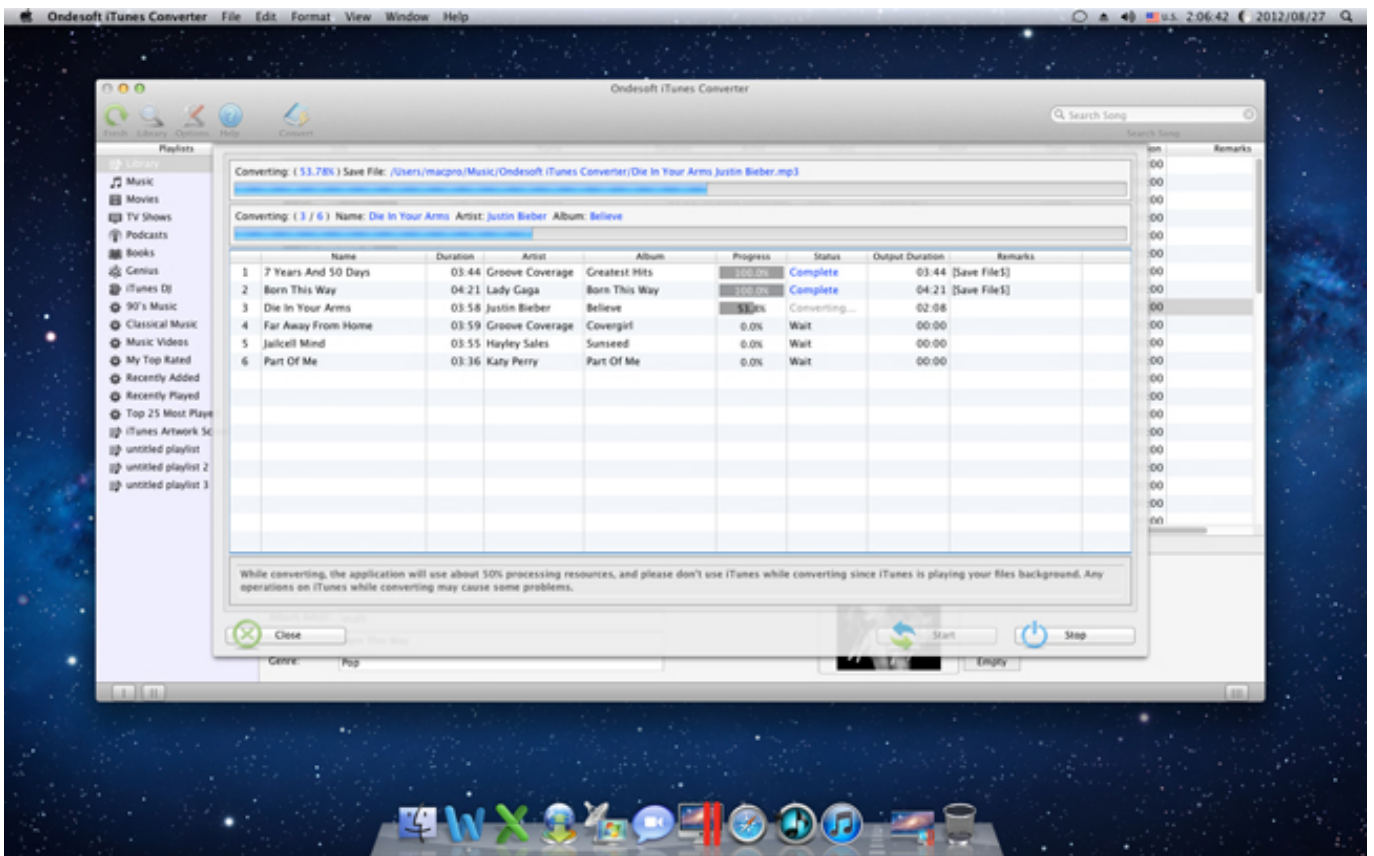 Ondesoft iTunes Converter File Edit Format View Window Help U.S. 2:06:42 2012/08/27
Ondesoft iTunes Converter
Fresh Library Options Help Convert Search Song
Search Song
Playlists
Library
Music
Movies
TV Shows
Podcasts
Books
Genius
iTunes DJ
90's Music
Classical Music
Music Videos
My Top Rated
Recently Added
Recently Played
Top 25 Most Playe
iTunes Artwork Sc
untitled playlist
untitled playlist 2
untitled playlist 3
Converting: ( 53.78% ) Save File: /Users/macpro/Music/Ondesoft iTunes Converter/Die In Your Arms Justin Bieber.mp3
Converting: ( 3 / 6 ) Name: Die In Your Arms Artist: Justin Bieber Album: Believe
Name Duration Artist Album Progress Status Output Duration Remarks
1 7 Years And 50 Days 03:44 Groove Coverage Greatest Hits 100.0% Complete 03:44 [Save File$]
2 Born This Way 04:21 Lady Gaga Born This Way 100.0% Complete 04:21 [Save File$]
3 Die In Your Arms 03:58 Justin Bieber Believe 53.8% Converting... 02:08
4 Far Away From Home 03:59 Groove Coverage Covergirl 0.0% Wait 00:00
5 Jailcell Mind 03:55 Hayley Sales Sunseed 0.0% Wait 00:00
6 Part Of Me 03:36 Katy Perry Part Of Me 0.0% Wait 00:00
While converting, the application will use about 50% processing resources, and please don't use iTunes while converting since iTunes is playing your files background. Any
operations on iTunes while converting may cause some problems.
Close Start Stop
Genre: Pop Empty
Remarks